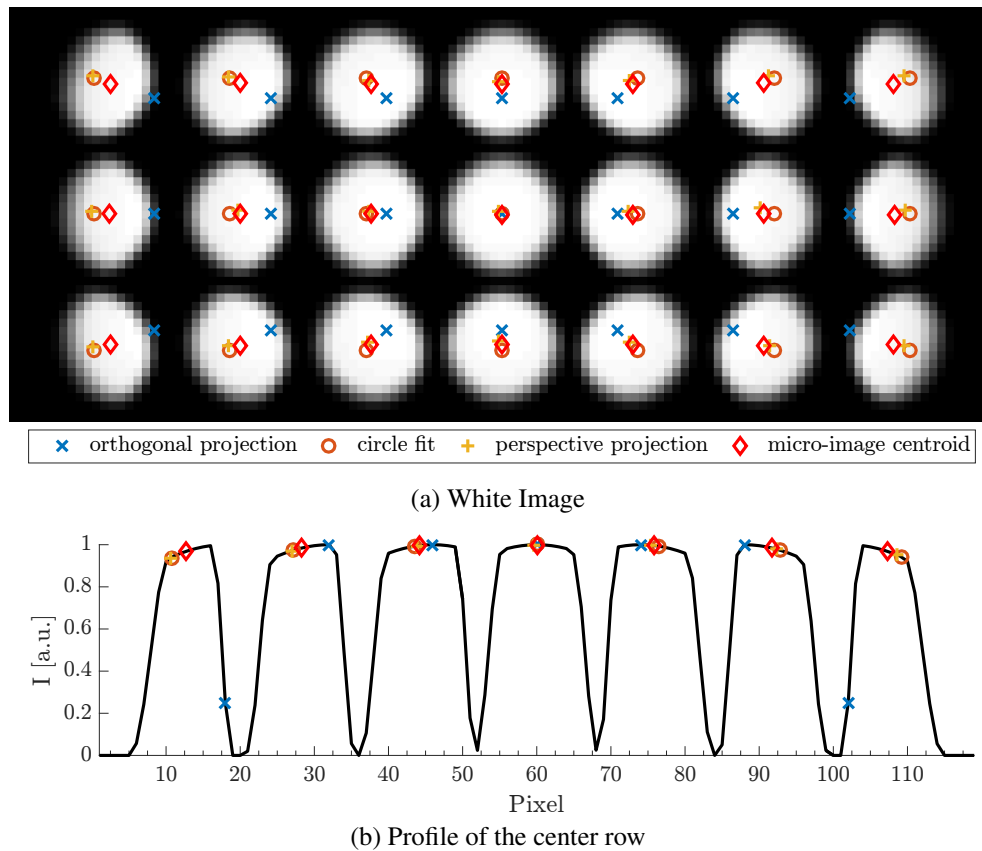 orthogonal projection circle fit perspective projection micro-image centroid
(a) White Image
1
0.8
0.6
0.4
0.2
0
I [a.u.]
10 20 30 40 50 60 70 80 90 100 110
Pixel
(b) Profile of the center row